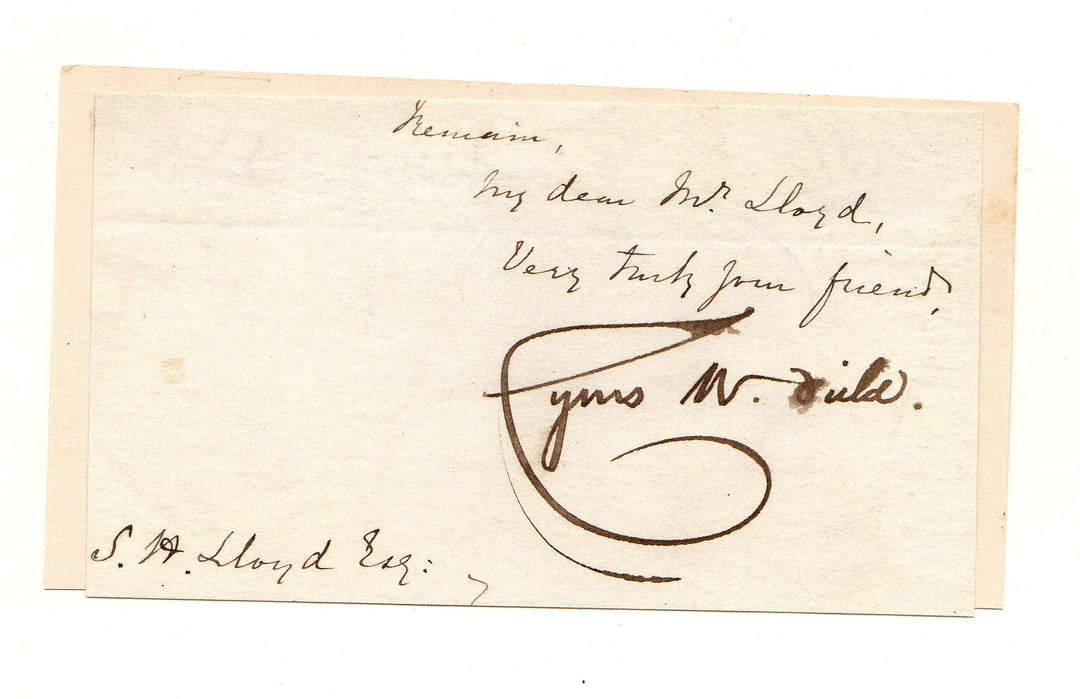 Remain,
My dear Mr. Lloyd,
Very truly your friend,
Cyrus W. Field.
S. H. Lloyd Esq: